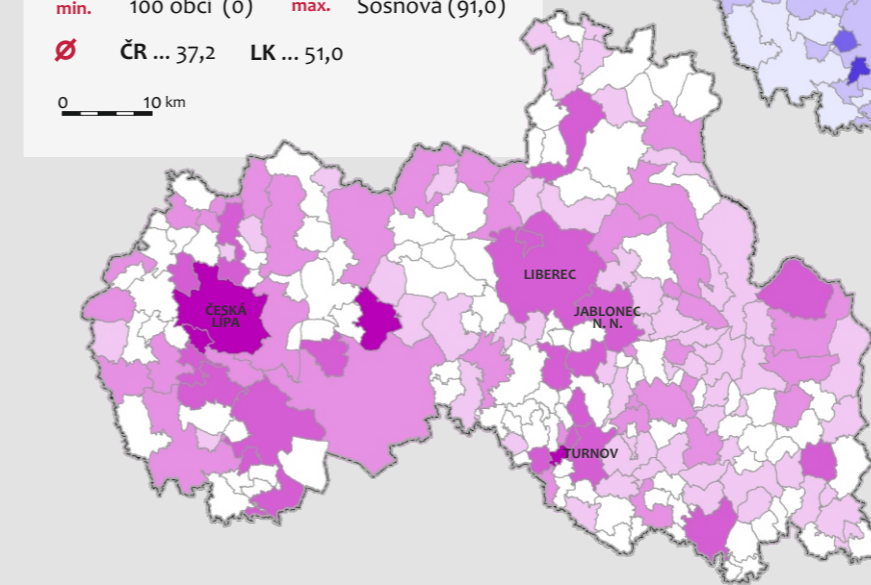 min. 100 obcí (0) max. Sosnová (91,0)
Ø ČR ... 37,2 LK ... 51,0
0 10 km
LIBEREC
JABLONEC
N. N.
ČESKÁ
LÍPA
TURNOV